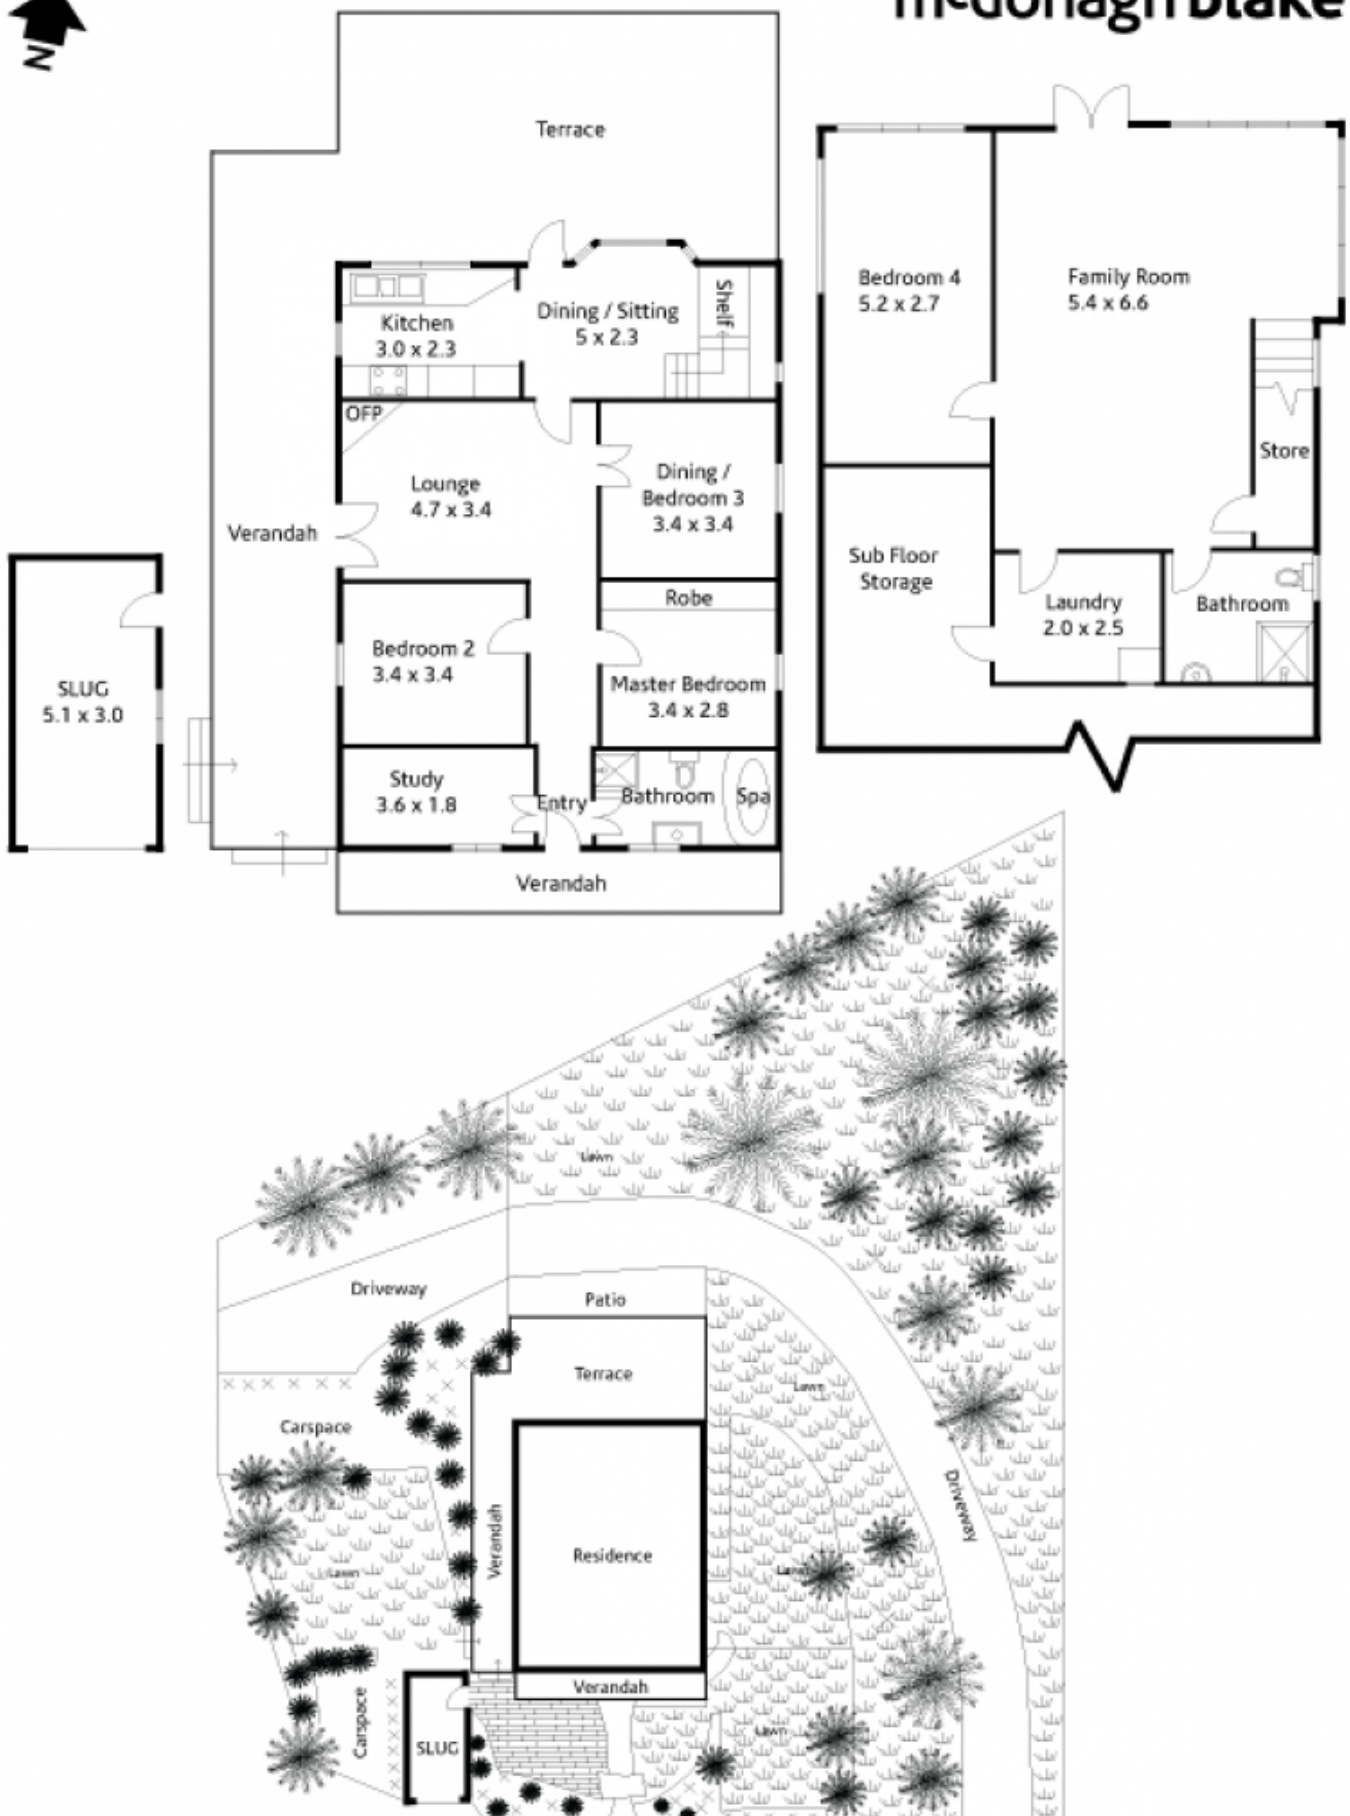 mcdonagh blake
N
Terrace
Kitchen
3.0 x 2.3
Dining / Sitting
5 x 2.3
Shelf
OFP
Lounge
4.7 x 3.4
Dining /
Bedroom 3
3.4 x 3.4
Verandah
Robe
Bedroom 2
3.4 x 3.4
Master Bedroom
3.4 x 2.8
Study
3.6 x 1.8
Entry
Bathroom
Spa
Verandah
SLUG
5.1 x 3.0
Bedroom 4
5.2 x 2.7
Family Room
5.4 x 6.6
Store
Sub Floor
Storage
Laundry
2.0 x 2.5
Bathroom
Lawn
Driveway
Patio
Terrace
Lawn
Carspace
Driveway
Verandah
Residence
Lawn
Lawn
Verandah
Carspace
SLUG
Lawn